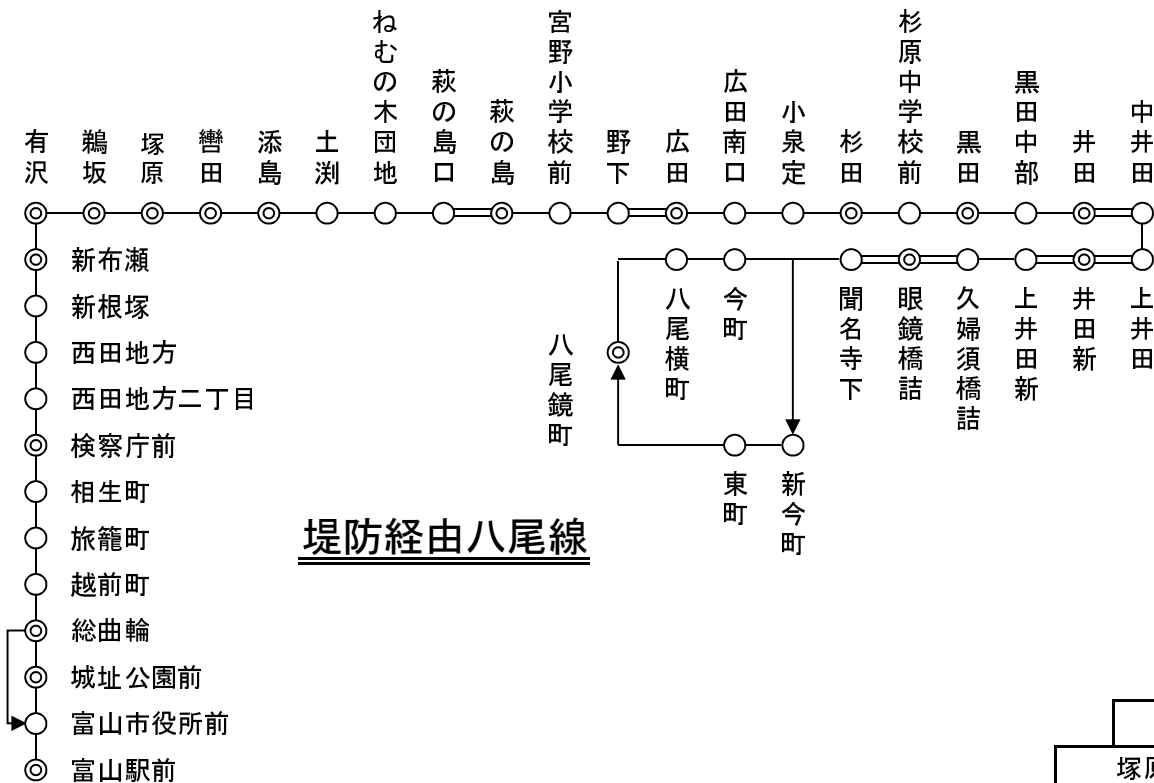 有沢
鵜坂
塚原
轡田
添島
土渕
ねむの木団地
萩の島口
萩の島
宮野小学校前
野下
広田
広田南口
小泉定
杉田
杉原中学校前
黒田
黒田中部
井田
中井田
新布瀬
新根塚
西田地方
西田地方二丁目
検察庁前
相生町
旅籠町
越前町
総曲輪
城址公園前
富山市役所前
富山駅前
八尾鏡町
八尾横町
今町
聞名寺下
眼鏡橋詰
久婦須橋詰
上井田新
井田新
上井田
東町
新今町
堤防経由八尾線